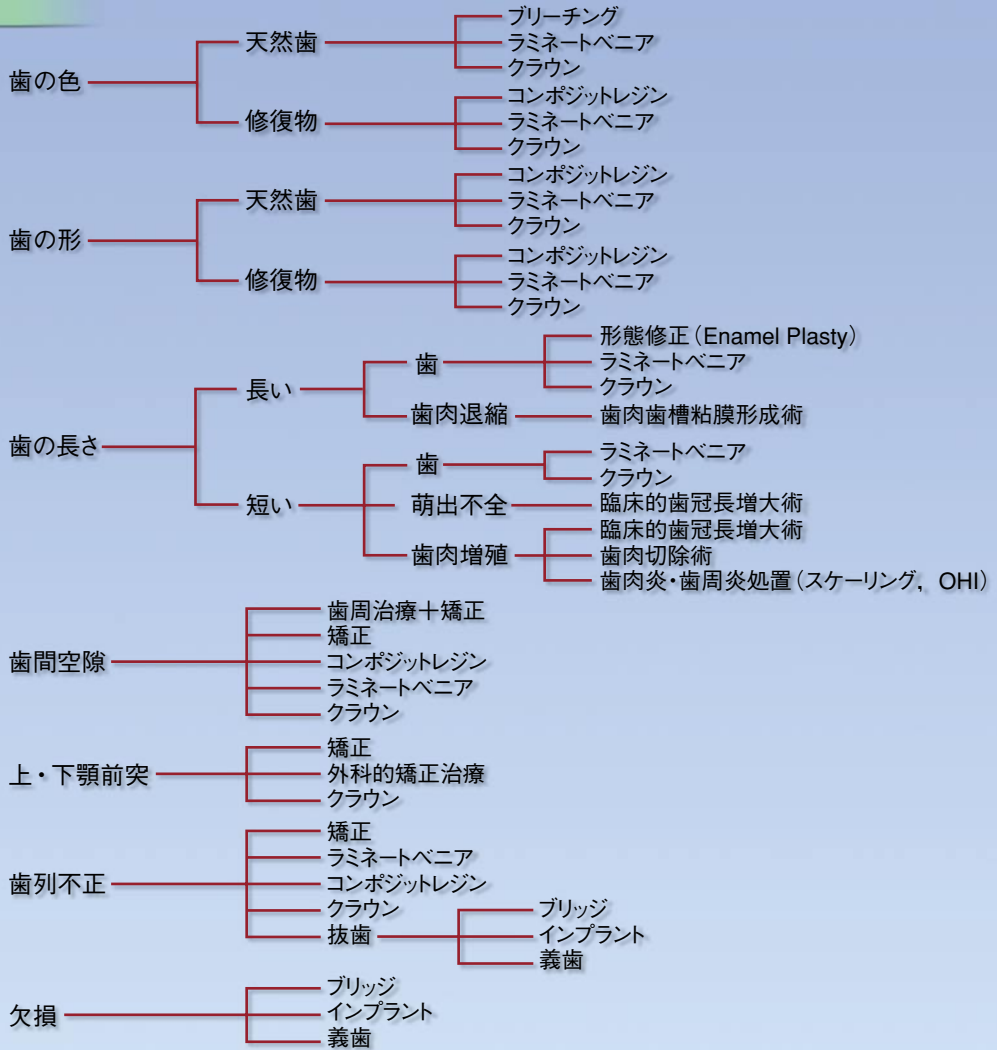 歯の色
天然歯
ブリーチング
ラミネートベニア
クラウン
修復物
コンポジットレジン
ラミネートベニア
クラウン
歯の形
天然歯
コンポジットレジン
ラミネートベニア
クラウン
修復物
コンポジットレジン
ラミネートベニア
クラウン
歯の長さ
長い
歯
形態修正（Enamel Plasty）
ラミネートベニア
クラウン
歯肉退縮
歯肉歯槽粘膜形成術
短い
歯
ラミネートベニア
クラウン
萌出不全
臨床的歯冠長増大術
歯肉増殖
臨床的歯冠長増大術
歯肉切除術
歯肉炎・歯周炎処置（スケーリング，OHI）
歯間空隙
歯周治療＋矯正
矯正
コンポジットレジン
ラミネートベニア
クラウン
上・下顎前突
矯正
外科的矯正治療
クラウン
歯列不正
矯正
ラミネートベニア
コンポジットレジン
クラウン
抜歯
ブリッジ
インプラント
義歯
欠損
ブリッジ
インプラント
義歯